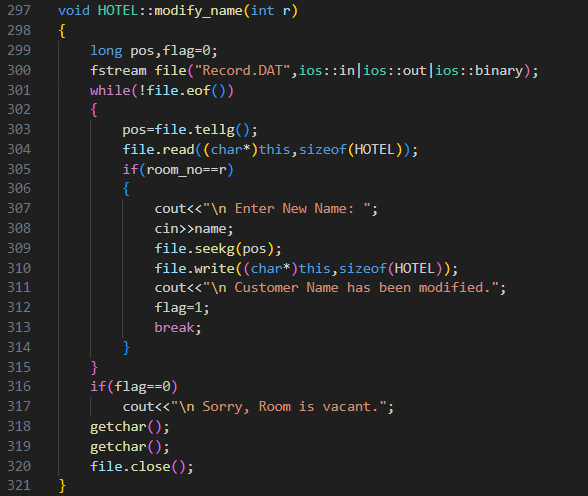 297 void HOTEL::modify_name(int r)
298 {
299     long pos,flag=0;
300     fstream file("Record.DAT",ios::in|ios::out|ios::binary);
301     while(!file.eof())
302     {
303         pos=file.tellg();
304         file.read((char*)this,sizeof(HOTEL));
305         if(room_no==r)
306         {
307             cout<<"\n Enter New Name: ";
308             cin>>name;
309             file.seekg(pos);
310             file.write((char*)this,sizeof(HOTEL));
311             cout<<"\n Customer Name has been modified.";
312             flag=1;
313             break;
314         }
315     }
316     if(flag==0)
317         cout<<"\n Sorry, Room is vacant.";
318     getchar();
319     getchar();
320     file.close();
321 }